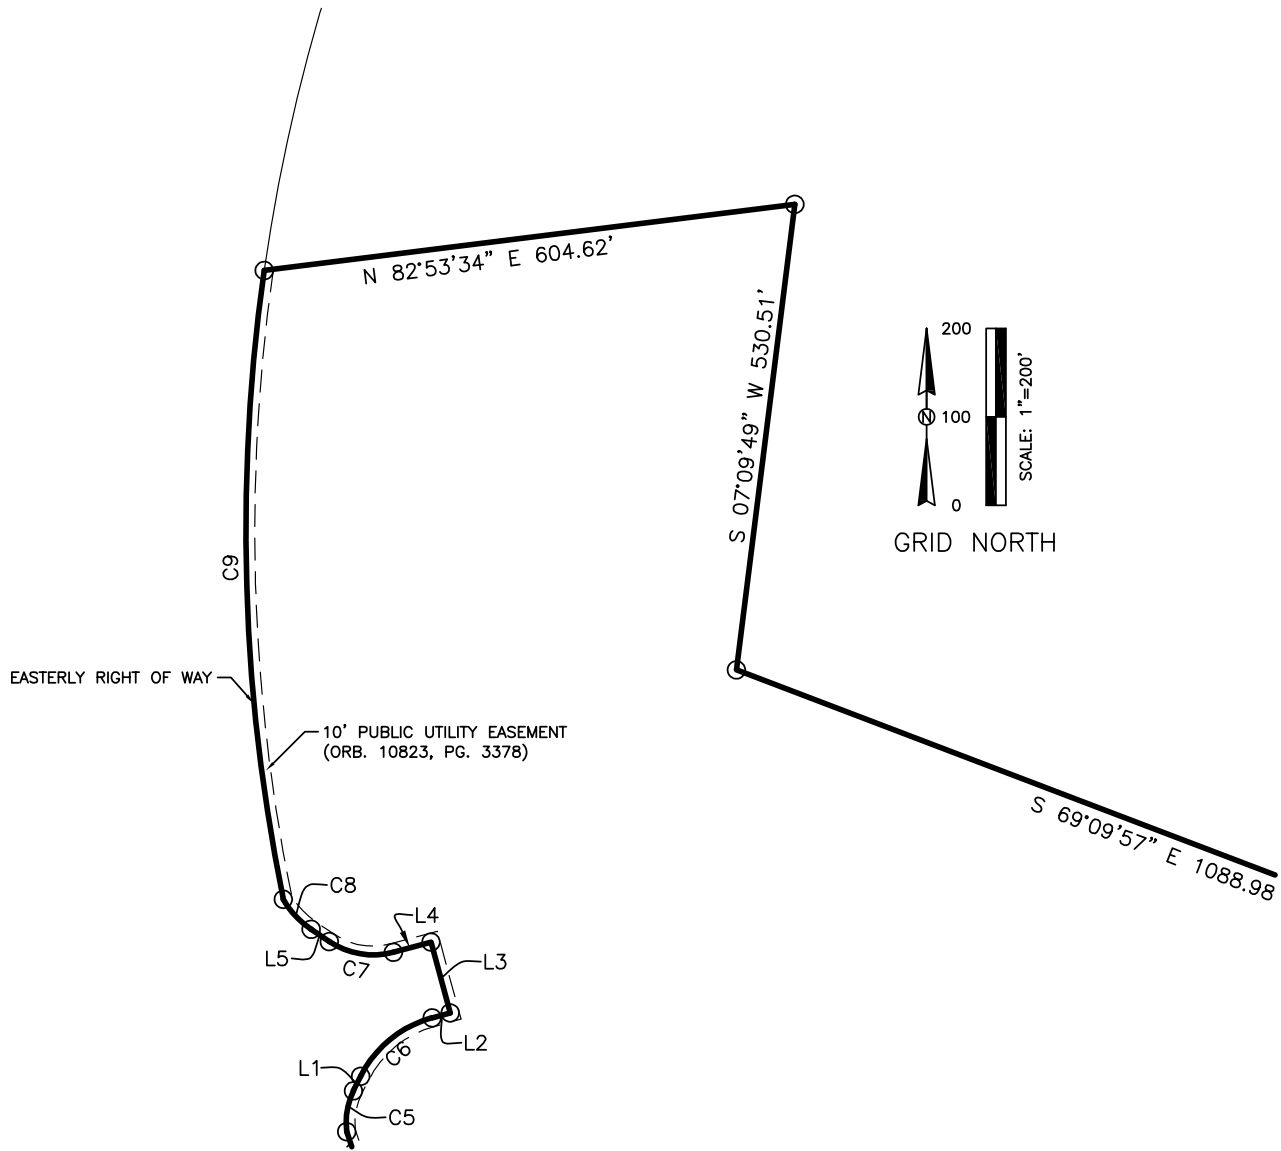 N 82°53'34" E 604.62'
S 07°09'49" W 530.51'
200
100
0
N
SCALE: 1"=200'
GRID NORTH
C9
EASTERLY RIGHT OF WAY
10' PUBLIC UTILITY EASEMENT
(ORB. 10823, PG. 3378)
S 69°09'57" E 1088.98
C8
L4
L5
C7
L3
L2
C6
L1
C5